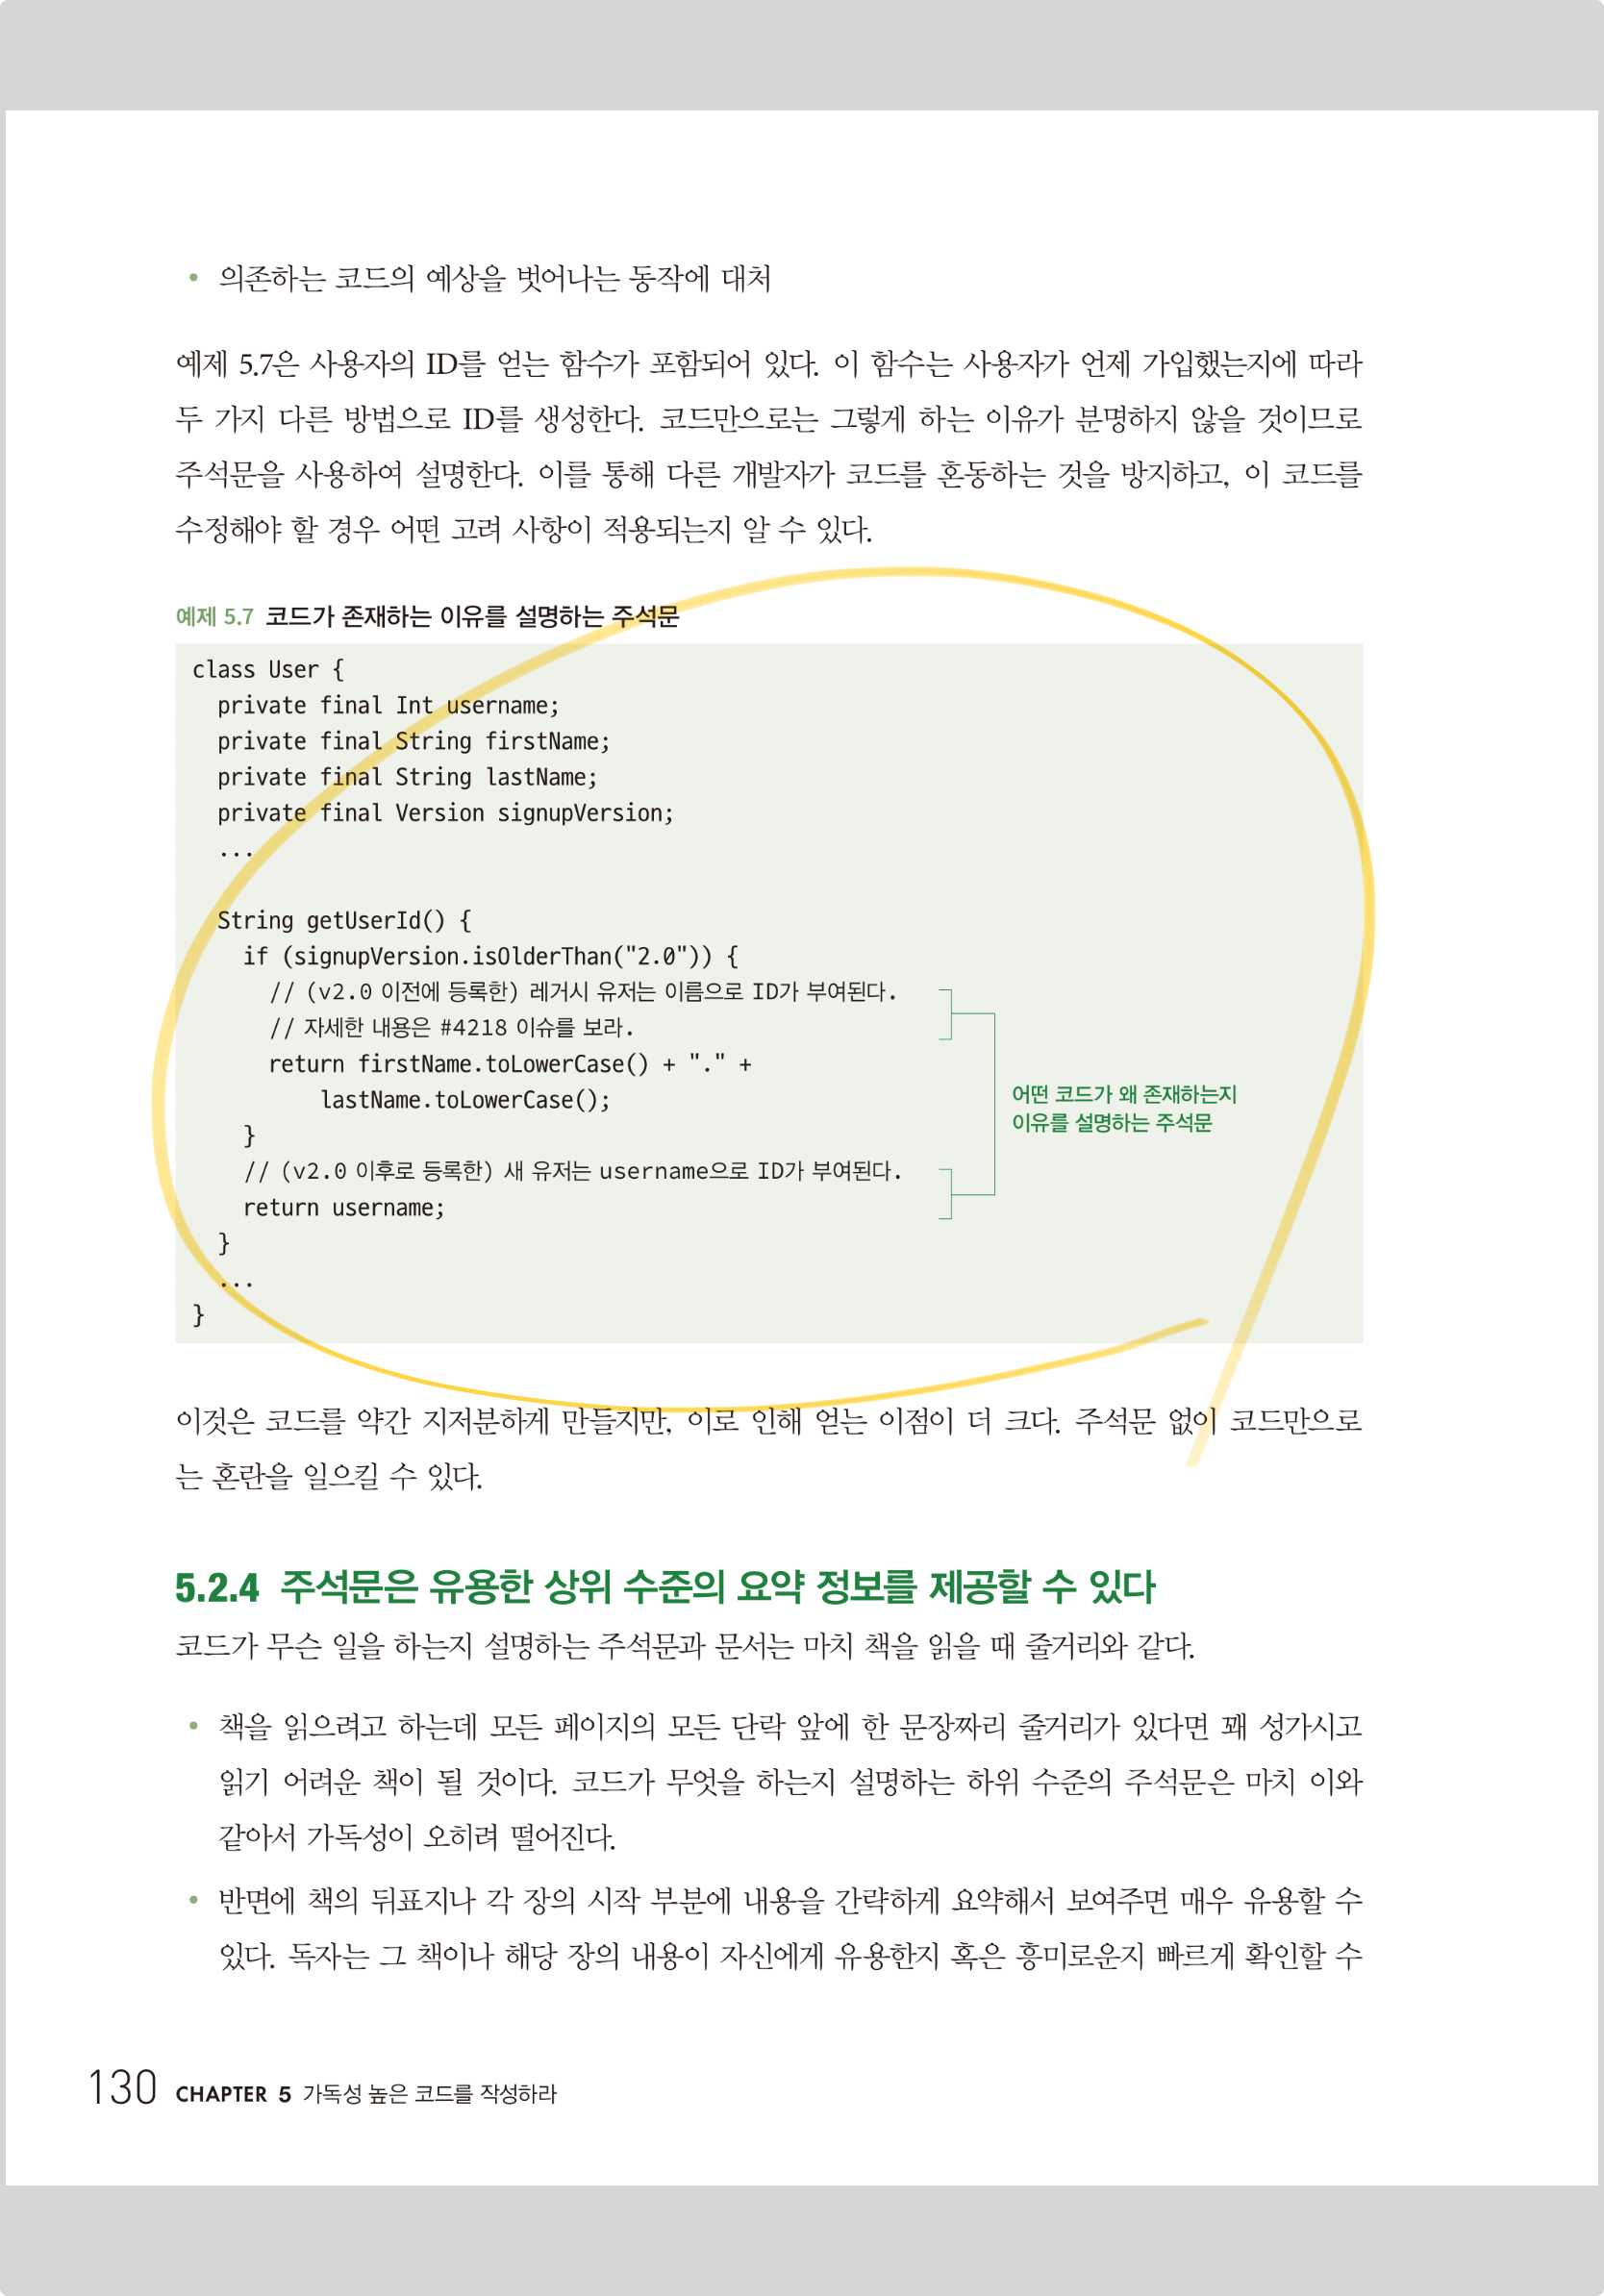 • 의존하는 코드의 예상을 벗어나는 동작에 대처
예제 5.7은 사용자의 ID를 얻는 함수가 포함되어 있다. 이 함수는 사용자가 언제 가입했는지에 따라
두 가지 다른 방법으로 ID를 생성한다. 코드만으로는 그렇게 하는 이유가 분명하지 않을 것이므로
주석문을 사용하여 설명한다. 이를 통해 다른 개발자가 코드를 혼동하는 것을 방지하고, 이 코드를
수정해야 할 경우 어떤 고려 사항이 적용되는지 알 수 있다.
예제 5.7 코드가 존재하는 이유를 설명하는 주석문
class User {
  private final Int username;
  private final String firstName;
  private final String lastName;
  private final Version signupVersion;
  ...
  String getUserId() {
    if (signupVersion.isOlderThan("2.0")) {
      // (v2.0 이전에 등록한) 레거시 유저는 이름으로 ID가 부여된다.
      // 자세한 내용은 #4218 이슈를 보라.
      return firstName.toLowerCase() + "." +
          lastName.toLowerCase();
    }
    // (v2.0 이후로 등록한) 새 유저는 username으로 ID가 부여된다.
    return username;
  }
  ...
}
어떤 코드가 왜 존재하는지
이유를 설명하는 주석문
이것은 코드를 약간 지저분하게 만들지만, 이로 인해 얻는 이점이 더 크다. 주석문 없이 코드만으로
는 혼란을 일으킬 수 있다.
5.2.4 주석문은 유용한 상위 수준의 요약 정보를 제공할 수 있다
코드가 무슨 일을 하는지 설명하는 주석문과 문서는 마치 책을 읽을 때 줄거리와 같다.
• 책을 읽으려고 하는데 모든 페이지의 모든 단락 앞에 한 문장짜리 줄거리가 있다면 꽤 성가시고
읽기 어려운 책이 될 것이다. 코드가 무엇을 하는지 설명하는 하위 수준의 주석문은 마치 이와
같아서 가독성이 오히려 떨어진다.
• 반면에 책의 뒤표지나 각 장의 시작 부분에 내용을 간략하게 요약해서 보여주면 매우 유용할 수
있다. 독자는 그 책이나 해당 장의 내용이 자신에게 유용한지 혹은 흥미로운지 빠르게 확인할 수
130 CHAPTER 5 가독성 높은 코드를 작성하라